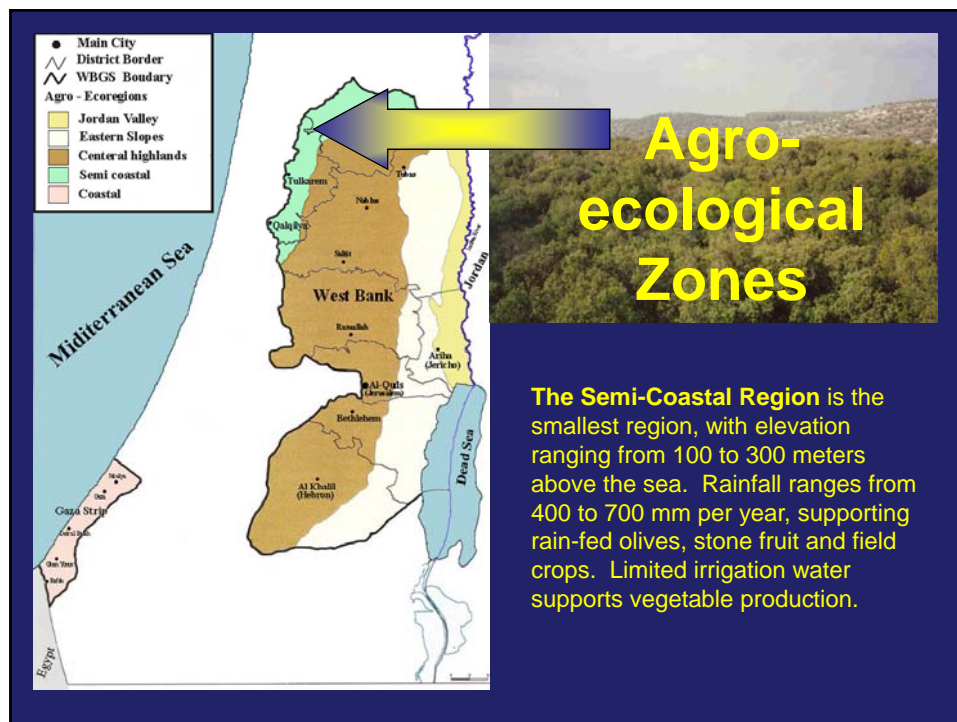 Main City
District Border
WBGS Boudary
Agro - Ecoregions
Jordan Valley
Eastern Slopes
Central highlands
Semi coastal
Coastal
Miditerranean Sea
Tulkarem
Tubas
Nablus
Qalqilya
Salfit
West Bank
Jordan
Ramallah
Ariha
(Jericho)
Al-Quds
(Jerusalem)
Bethlehem
Al Khalil
(Hebron)
Dead Sea
Gaza
Gaza Strip
Rafah
Egypt
Agro-
ecological
Zones
The Semi-Coastal Region is the
smallest region, with elevation
ranging from 100 to 300 meters
above the sea. Rainfall ranges from
400 to 700 mm per year, supporting
rain-fed olives, stone fruit and field
crops. Limited irrigation water
supports vegetable production.